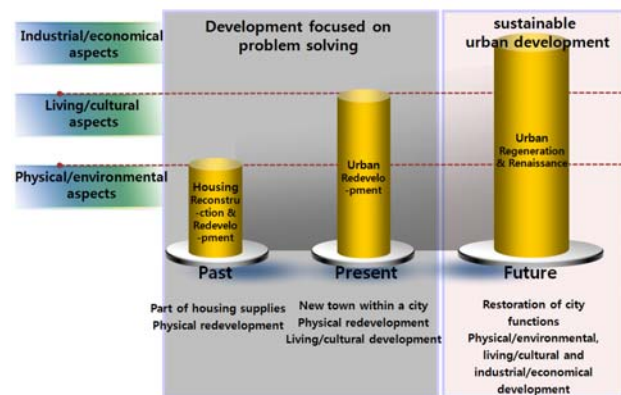 Industrial/economical
aspects
Living/cultural
aspects
Physical/environmental
aspects
Development focused on
problem solving
sustainable
urban development
Housing
Reconstru
-ction &
Redevelo
-pment
Urban
Redevelo
-pment
Urban
Regeneration
& Renaissance
Past
Present
Future
Part of housing supplies
Physical redevelopment
New town within a city
Physical redevelopment
Living/cultural development
Restoration of city
functions
Physical/environmental,
living/cultural and
industrial/economical
development